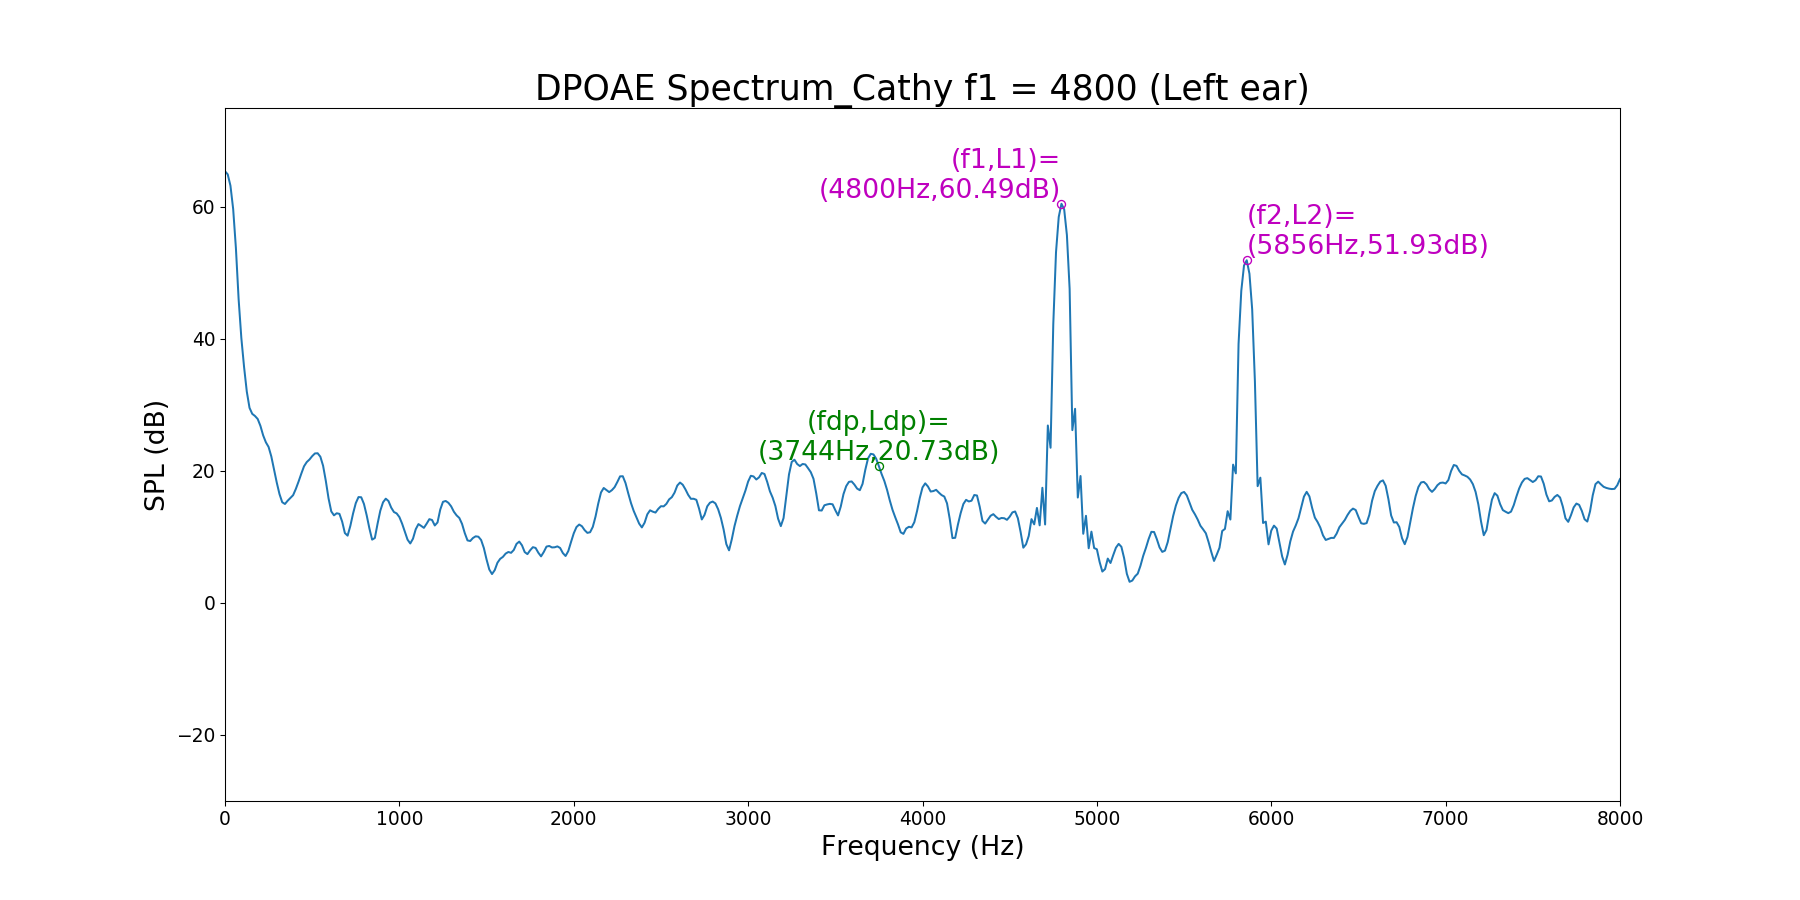 DPOAE Spectrum_Cathy f1 = 4800 (Left ear)
(f1,L1)=
(4800Hz,60.49dB)
(f2,L2)=
(5856Hz,51.93dB)
(fdp,Ldp)=
(3744Hz,20.73dB)
SPL (dB)
60
40
20
0
−20
0 1000 2000 3000 4000 5000 6000 7000 8000
Frequency (Hz)